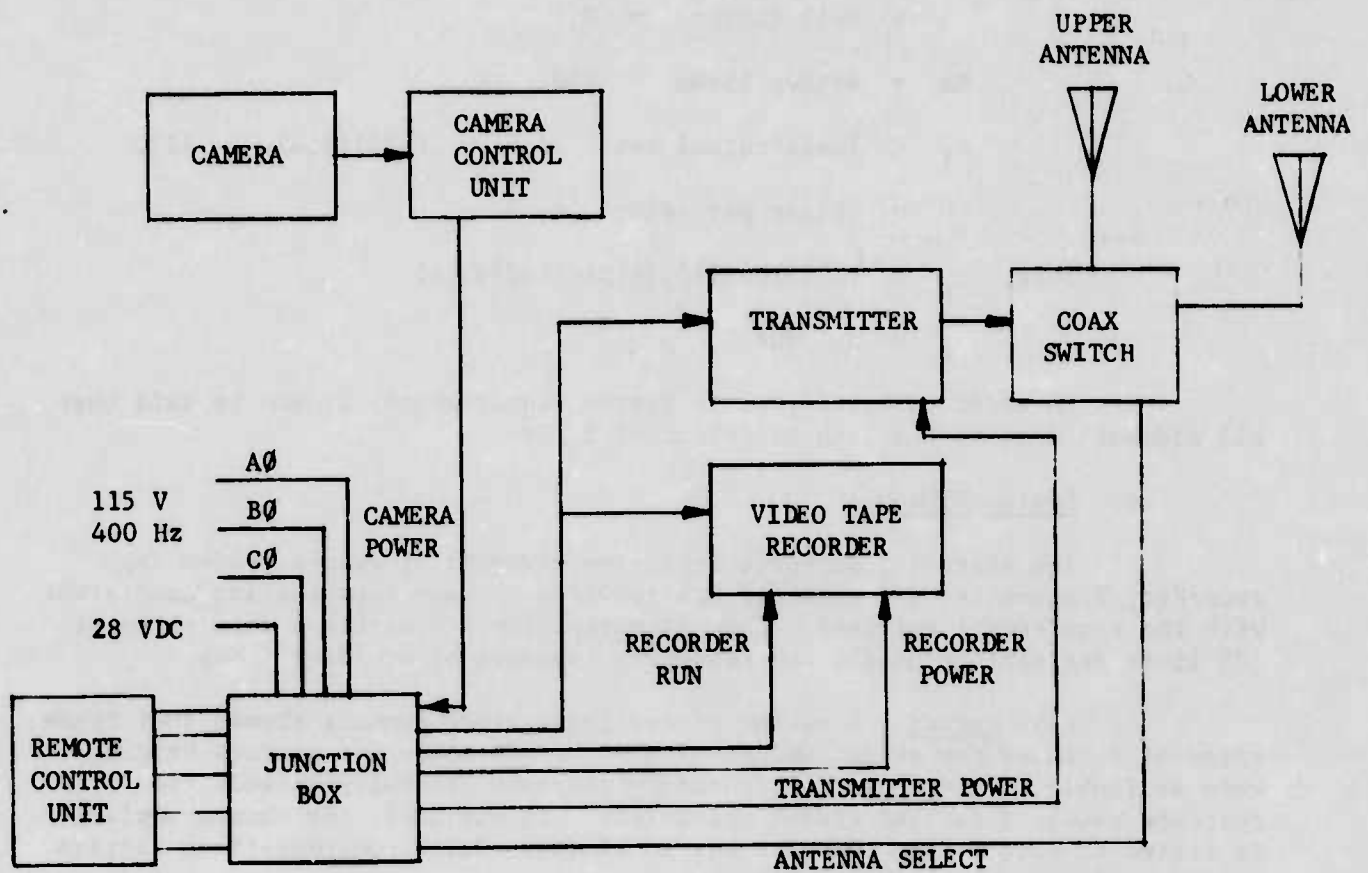 UPPER
ANTENNA
LOWER
ANTENNA
CAMERA
CAMERA
CONTROL
UNIT
TRANSMITTER
COAX
SWITCH
AØ
115 V
400 Hz
BØ
CØ
28 VDC
CAMERA
POWER
VIDEO TAPE
RECORDER
RECORDER
RUN
RECORDER
POWER
REMOTE
CONTROL
UNIT
JUNCTION
BOX
TRANSMITTER POWER
ANTENNA SELECT